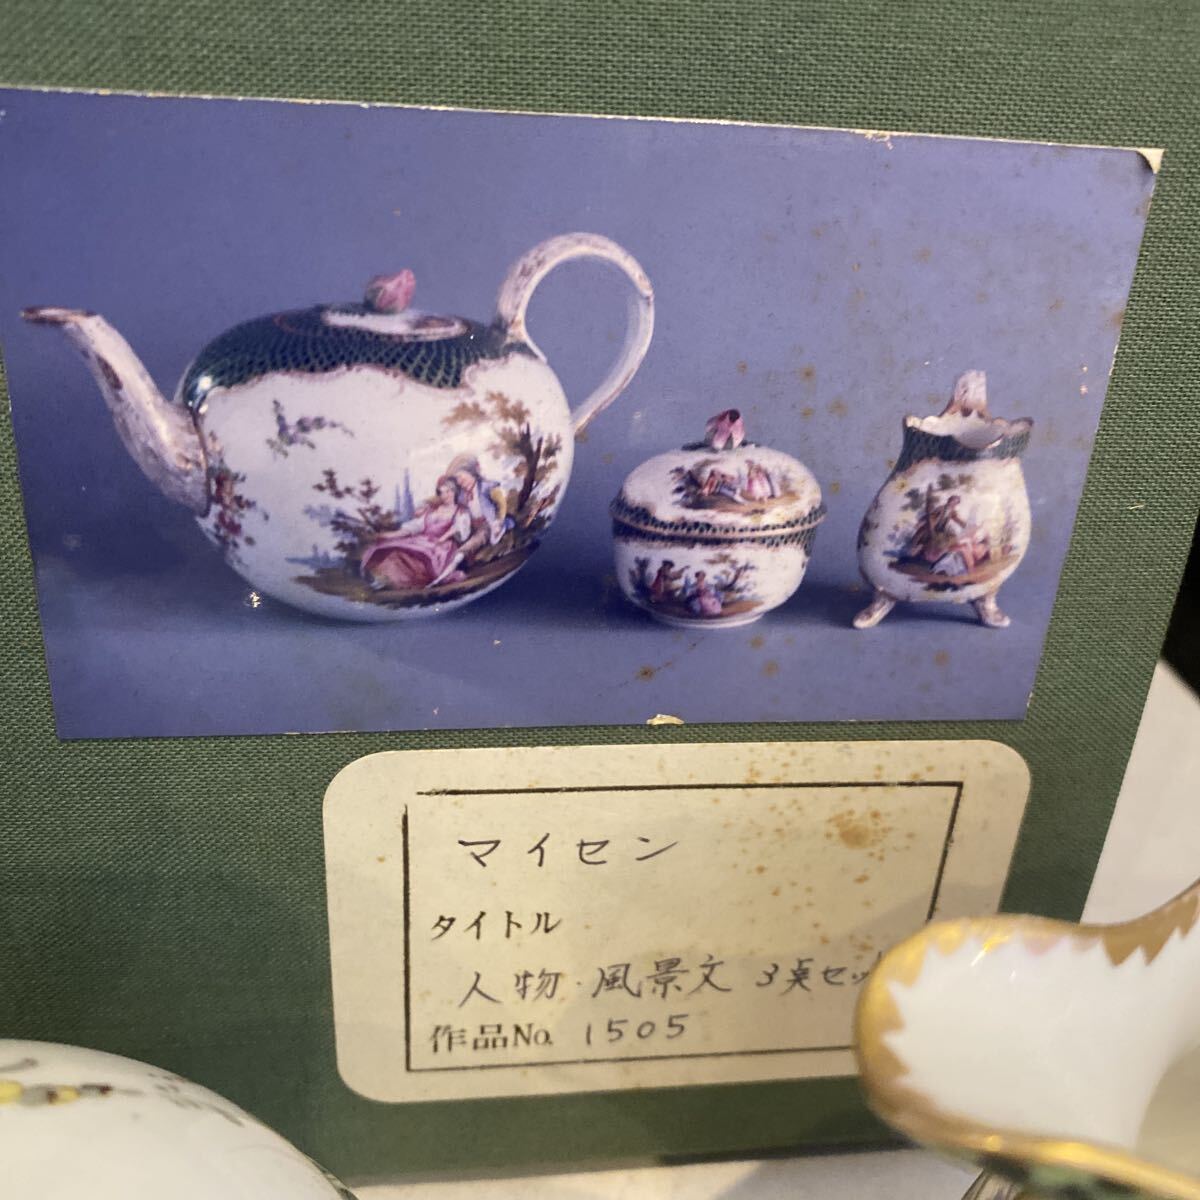 マイセン
タイトル
人物・風景文 3点セット
作品No. 1505